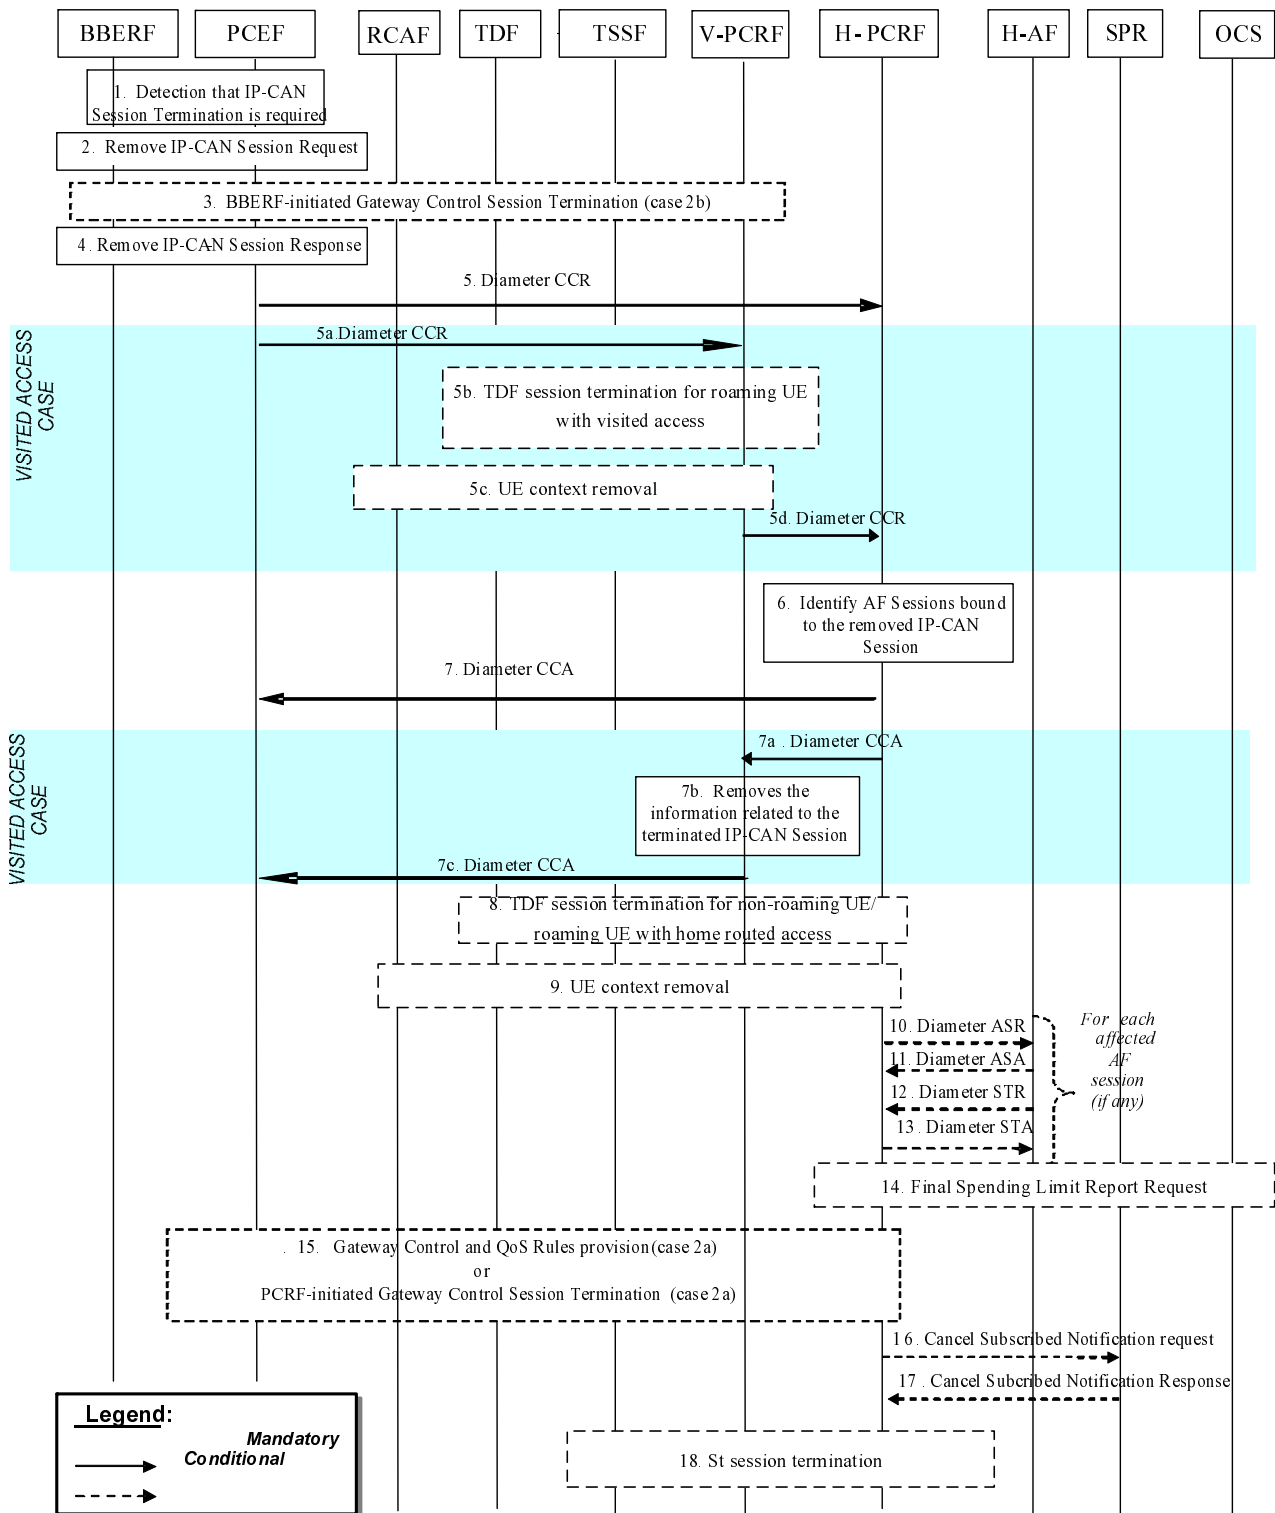 BBERF PCEF RCAF TDF TSSF V-PCRF H- PCRF H-AF SPR OCS
1. Detection that IP-CAN
Session Termination is required
2. Remove IP-CAN Session Request
3. BBERF-initiated Gateway Control Session Termination (case 2b)
4. Remove IP-CAN Session Response
5. Diameter CCR
VISITED ACCESS
CASE
5a.Diameter CCR
5b. TDF session termination for roaming UE
with visited access
5c. UE context removal
5d. Diameter CCR
6. Identify AF Sessions bound
to the removed IP-CAN
Session
7. Diameter CCA
VISITED ACCESS
CASE
7a . Diameter CCA
7b. Removes the
information related to the
terminated IP-CAN Session
7c. Diameter CCA
8. TDF session termination for non-roaming UE/
roaming UE with home routed access
9. UE context removal
10. Diameter ASR
11. Diameter ASA
12. Diameter STR
13. Diameter STA
For each
affected
AF
session
(if any)
14. Final Spending Limit Report Request
. 15. Gateway Control and QoS Rules provision (case 2a)
or
PCRF-initiated Gateway Control Session Termination (case 2a)
16. Cancel Subscribed Notification request
17 . Cancel Subcribed Notification Response
18. St session termination
Legend:
Mandatory
Conditional